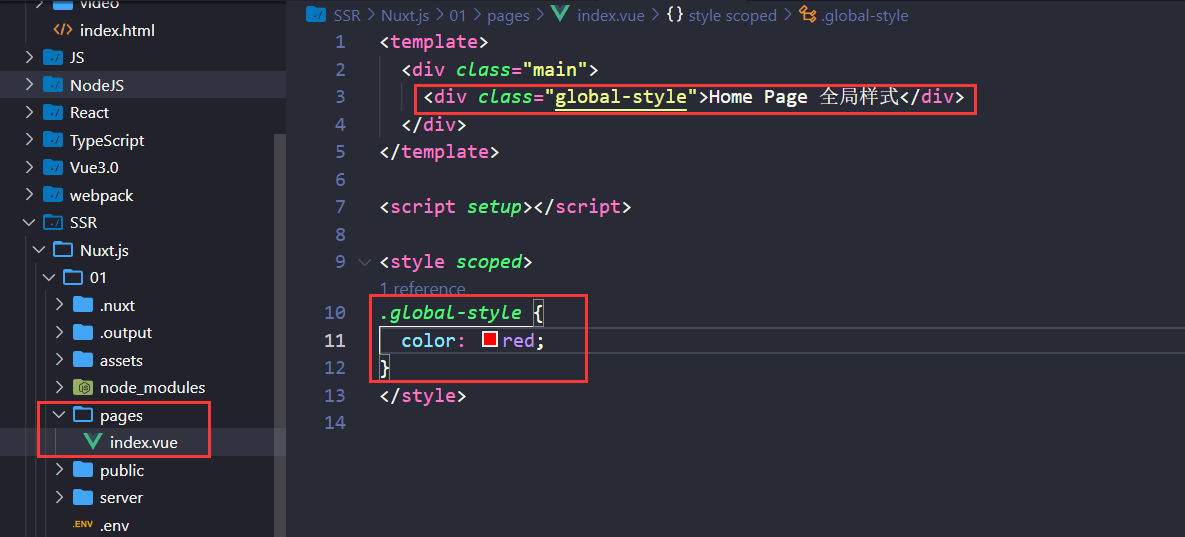 video
index.html
JS
NodeJS
React
TypeScript
Vue3.0
webpack
SSR
Nuxt.js
01
.nuxt
.output
assets
node_modules
pages
index.vue
public
server
.ENV .env
SSR > Nuxt.js > 01 > pages > index.vue > {} style scoped > .global-style
1 <template>
2 <div class="main">
3 <div class="global-style">Home Page 全局样式</div>
4 </div>
5 </template>
6
7 <script setup></script>
8
9 <style scoped>
1 reference
10 .global-style {
11 color: red;
12 }
13 </style>
14